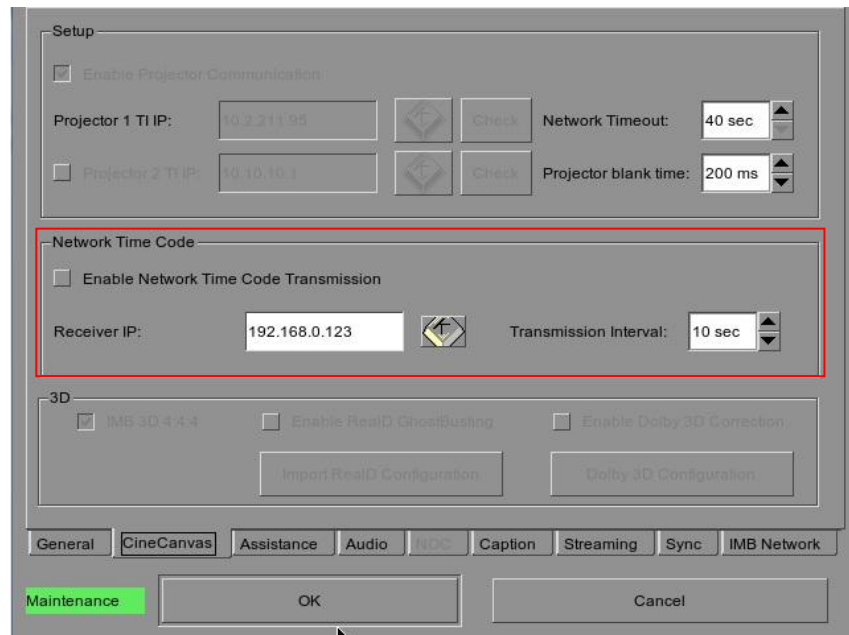 Setup
Enable Projector Communication
Projector 1 TI IP: 10.2.211.95 Check Network Timeout: 40 sec
Projector 2 TI IP: 10.10.10.1 Check Projector blank time: 200 ms
Network Time Code
Enable Network Time Code Transmission
Receiver IP: 192.168.0.123 Transmission Interval: 10 sec
3D
IMB 3D 4:4:4 Enable RealD GhostBusting Enable Dolby 3D Correction
Import RealD Configuration Dolby 3D Configuration
General CineCanvas Assistance Audio NDC Caption Streaming Sync IMB Network
Maintenance OK Cancel